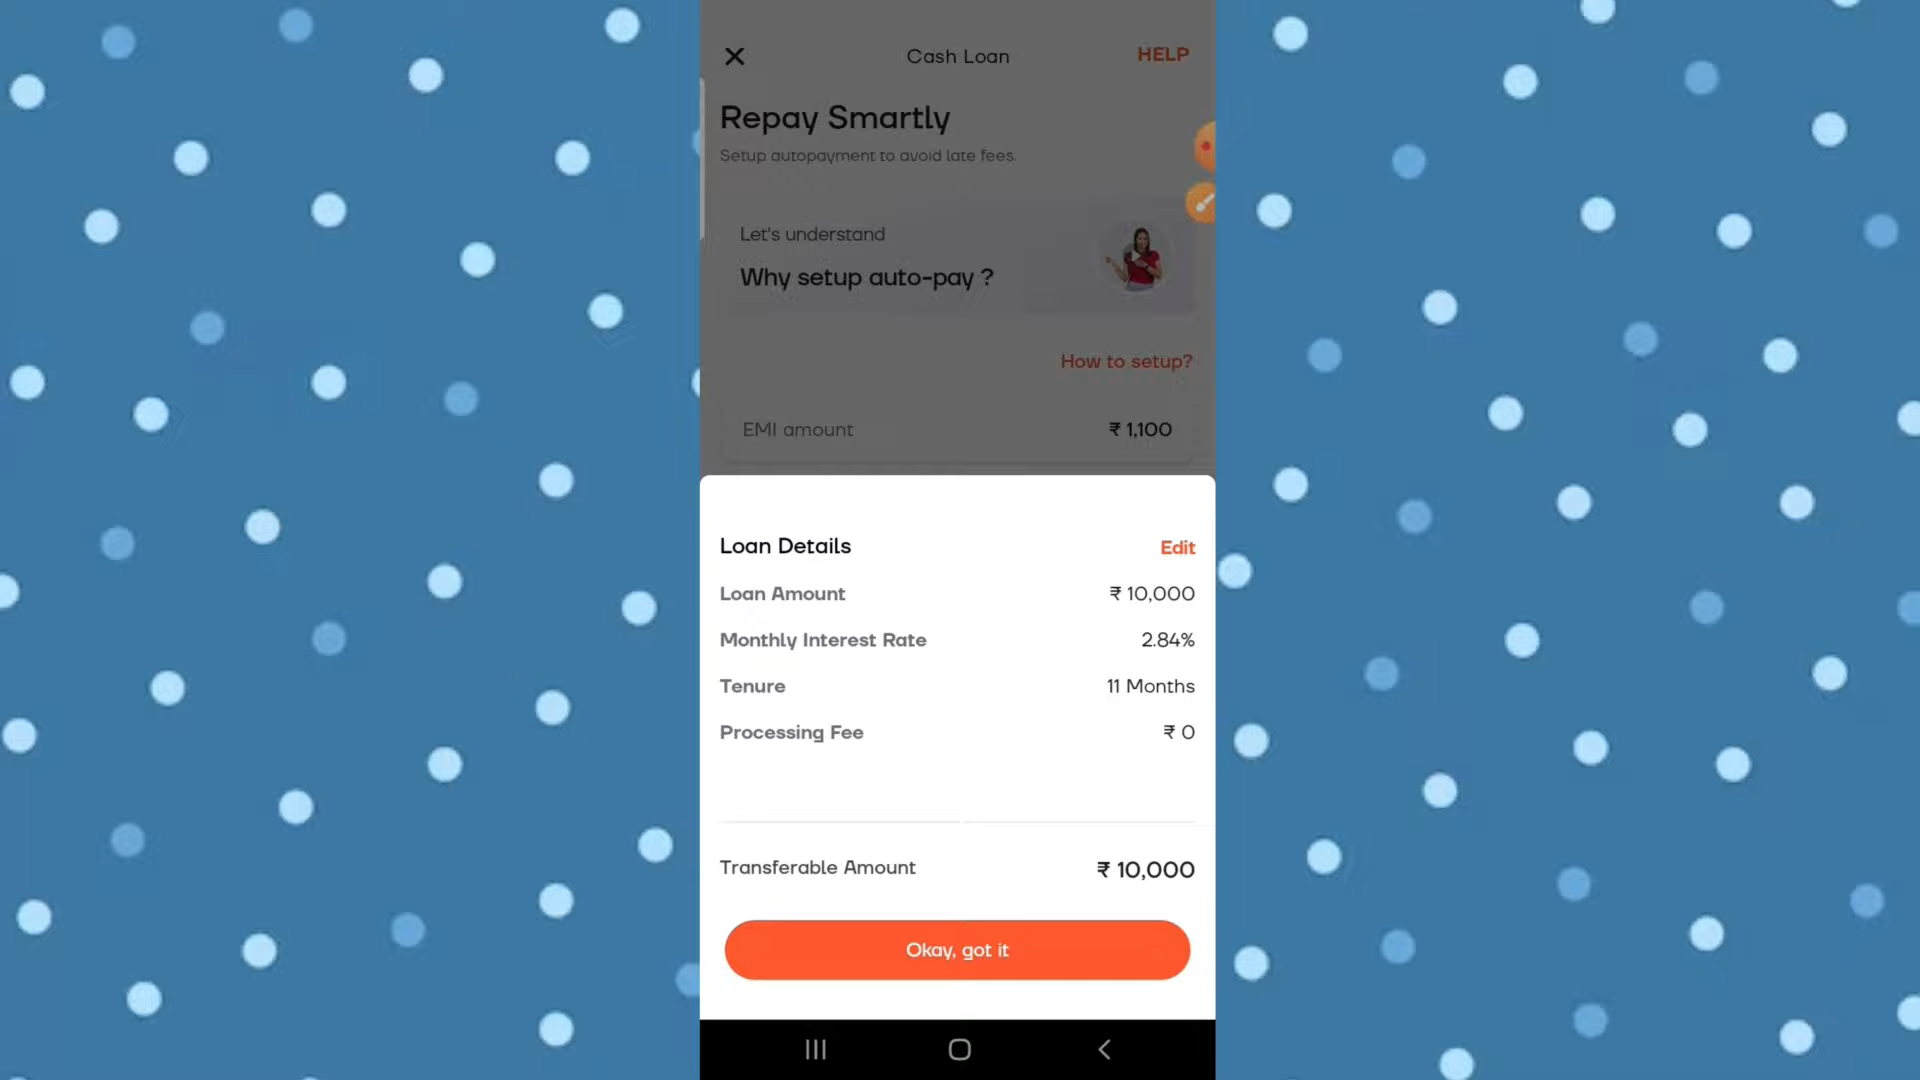 Cash Loan
HELP
Repay Smartly
Setup autopayment to avoid late fees.
Let's understand
Why setup auto-pay ?
How to setup?
EMI amount ₹ 1,100
Loan Details Edit
Loan Amount ₹ 10,000
Monthly Interest Rate 2.84%
Tenure 11 Months
Processing Fee ₹ 0
Transferable Amount ₹ 10,000
Okay, got it